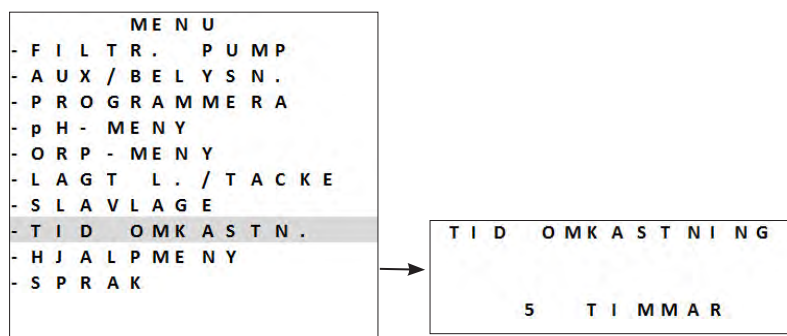 MENU
- FILTR. PUMP
- AUX/BELYSN.
- PROGRAMMERA
- pH- MENY
- ORP-MENY
- LAGT L./TACKE
- SLAVLAGE
- TID OMKASTN.
- HJALPMENY
- SPRAK
TID OMKASTNING
5 TIMMAR